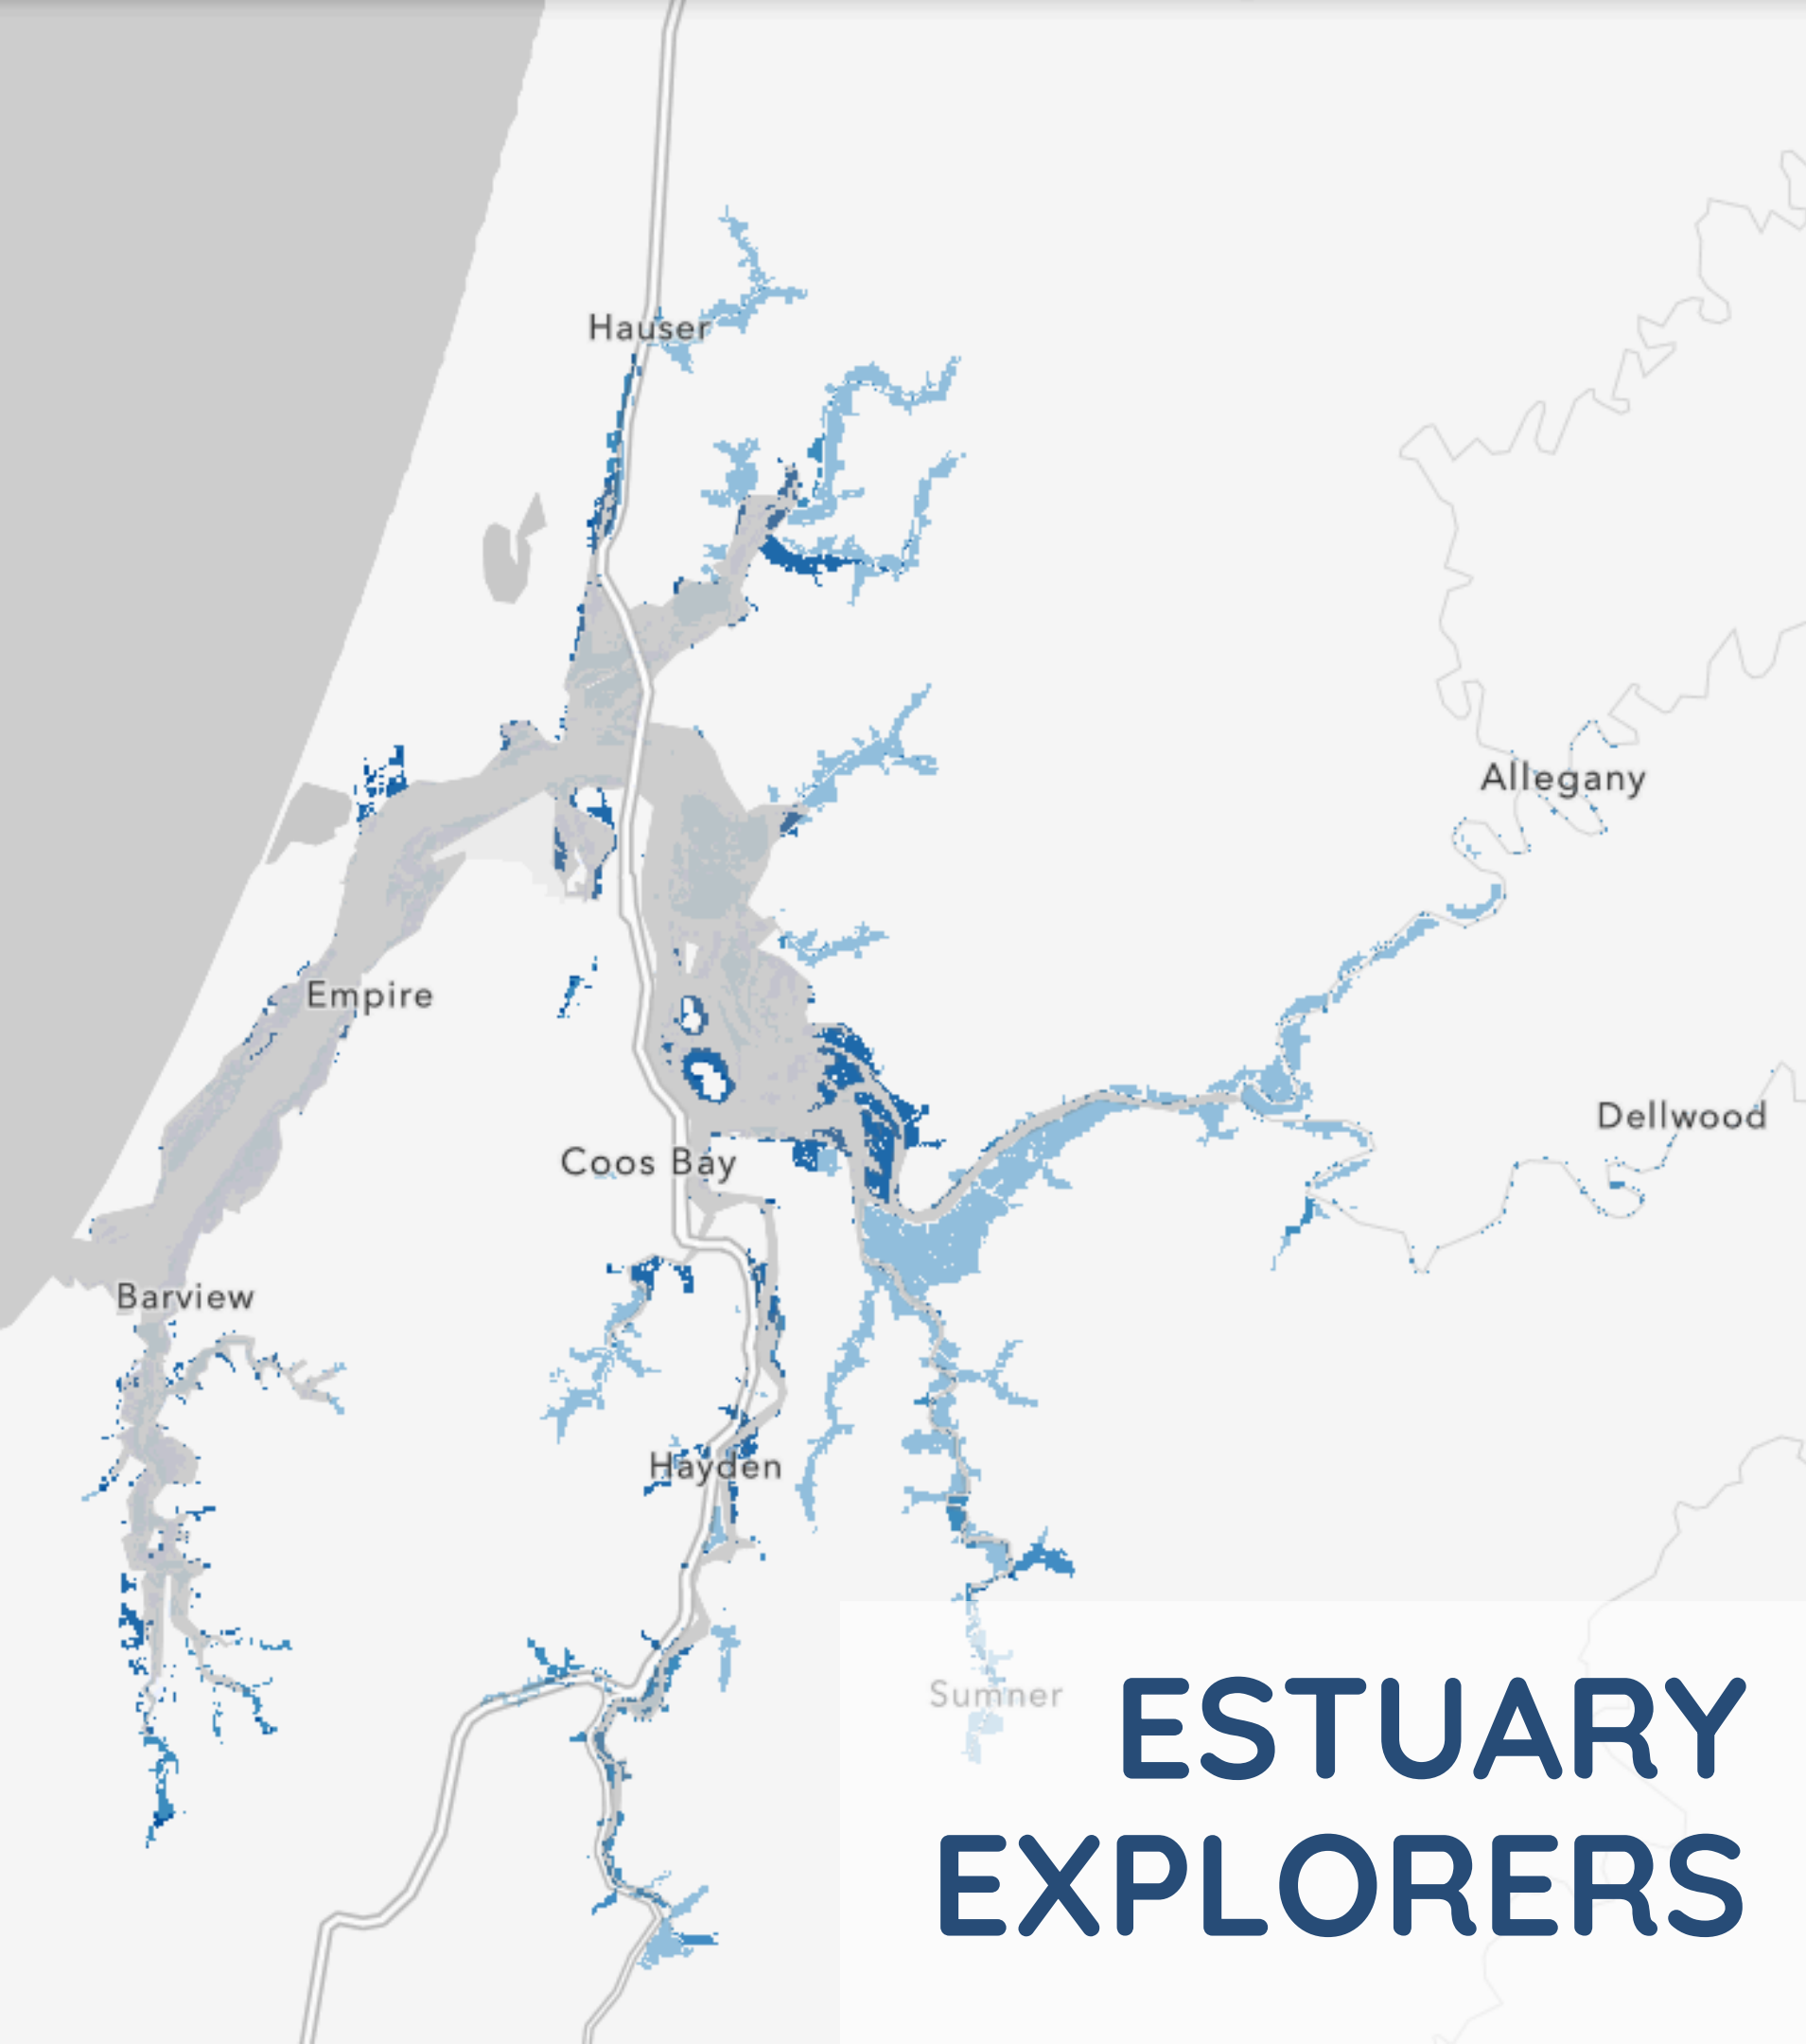 Hauser
Allegany
Empire
Dellwood
Coos Bay
Barview
Hayden
Sumner
ESTUARY
EXPLORERS